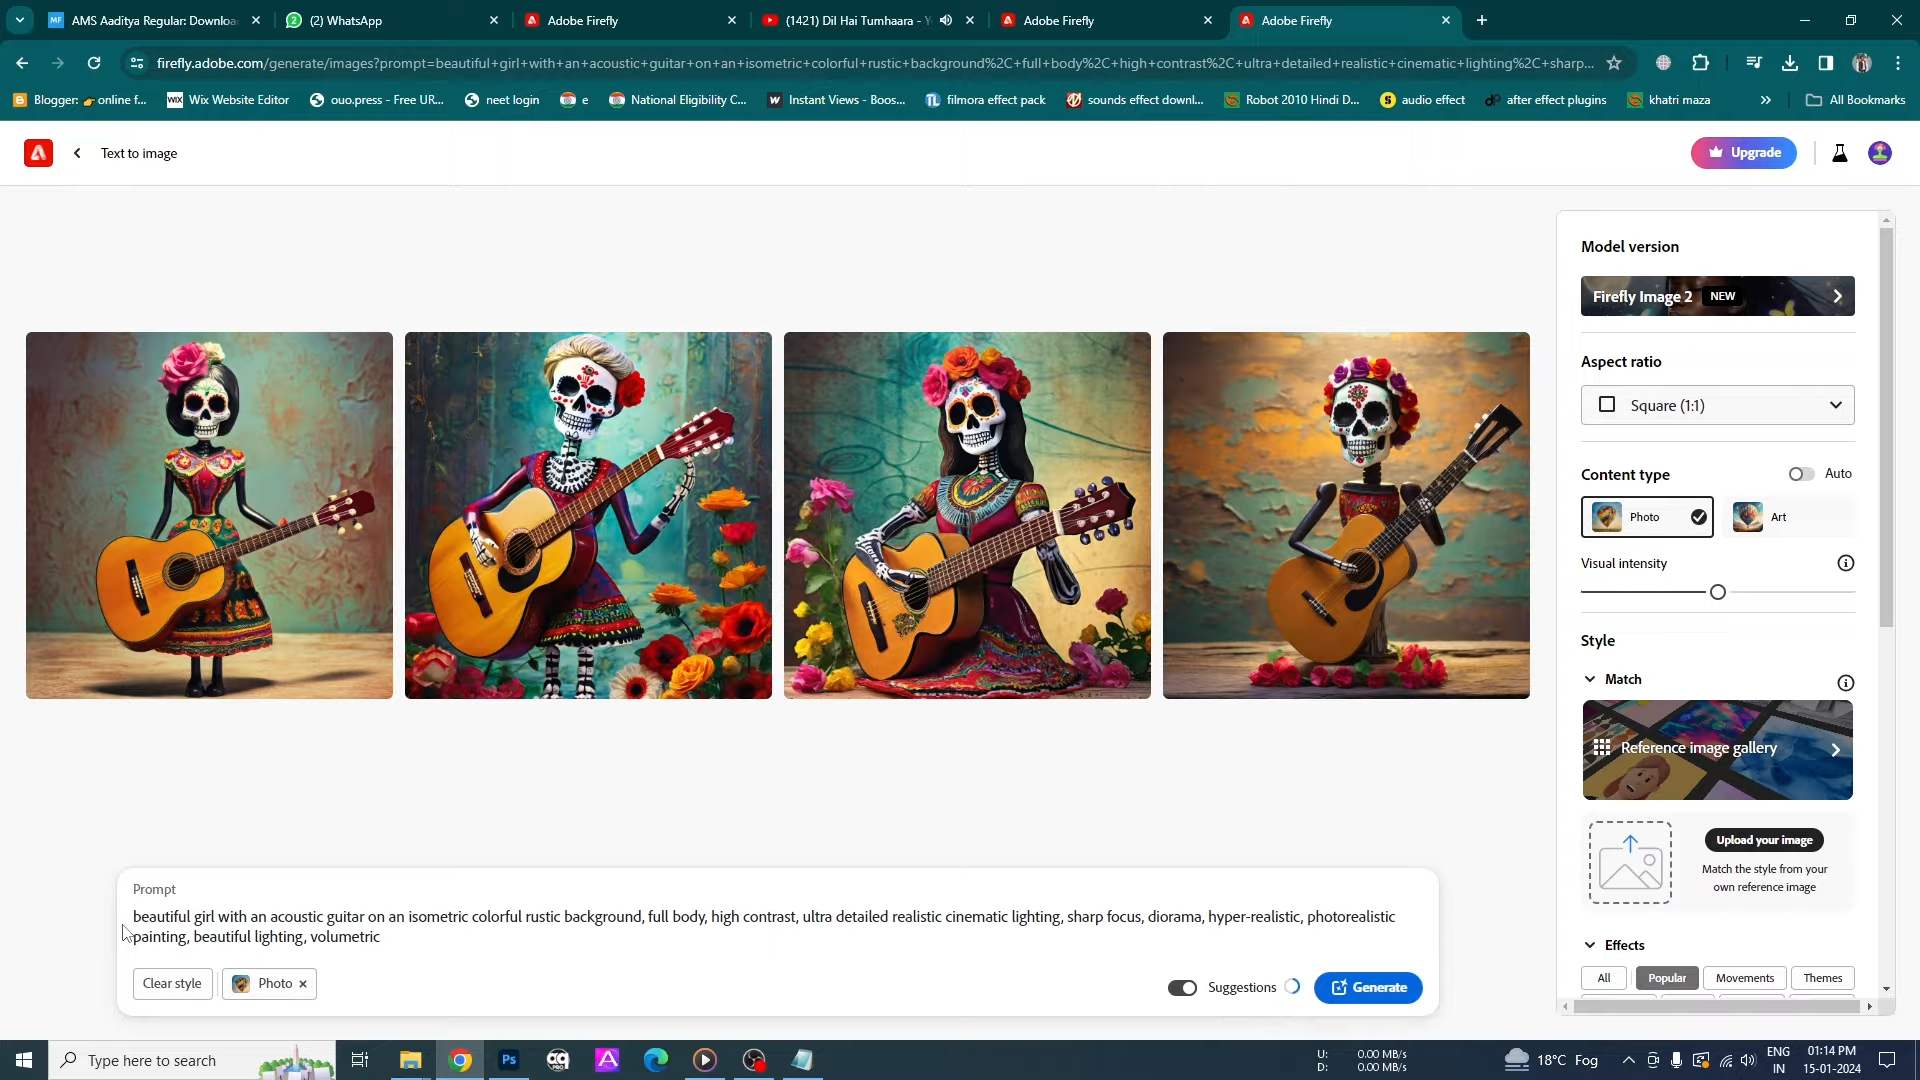 MF AMS Aaditya Regular: Downloa
2 (2) WhatsApp
Adobe Firefly
(1421) Dil Hai Tumhaara - Y
Adobe Firefly
Adobe Firefly
firefly.adobe.com/generate/images?prompt=beautiful+girl+with+an+acoustic+guitar+on+an+isometric+colorful+rustic+background%2C+full+body%2C+high+contrast%2C+ultra+detailed+realistic+cinematic+lighting%2C+sharp...
Blogger: 👉online f...
WIX Wix Website Editor
ouo.press - Free UR...
neet login
e
National Eligibility C...
W Instant Views - Boos...
filmora effect pack
sounds effect downl...
Robot 2010 Hindi D...
S audio effect
after effect plugins
khatri maza
»
All Bookmarks
Text to image
Upgrade
Model version
Firefly Image 2 NEW
Aspect ratio
Square (1:1)
Content type
Auto
Photo
Art
Visual intensity
Style
Match
Reference image gallery
Upload your image
Match the style from your
own reference image
Effects
All
Popular
Movements
Themes
Prompt
beautiful girl with an acoustic guitar on an isometric colorful rustic background, full body, high contrast, ultra detailed realistic cinematic lighting, sharp focus, diorama, hyper-realistic, photorealistic
painting, beautiful lighting, volumetric
Clear style
Photo ×
Suggestions
Generate
Type here to search
Ps
U: 0.00 MB/s
D: 0.00 MB/s
18°C Fog
ENG
IN
01:14 PM
15-01-2024